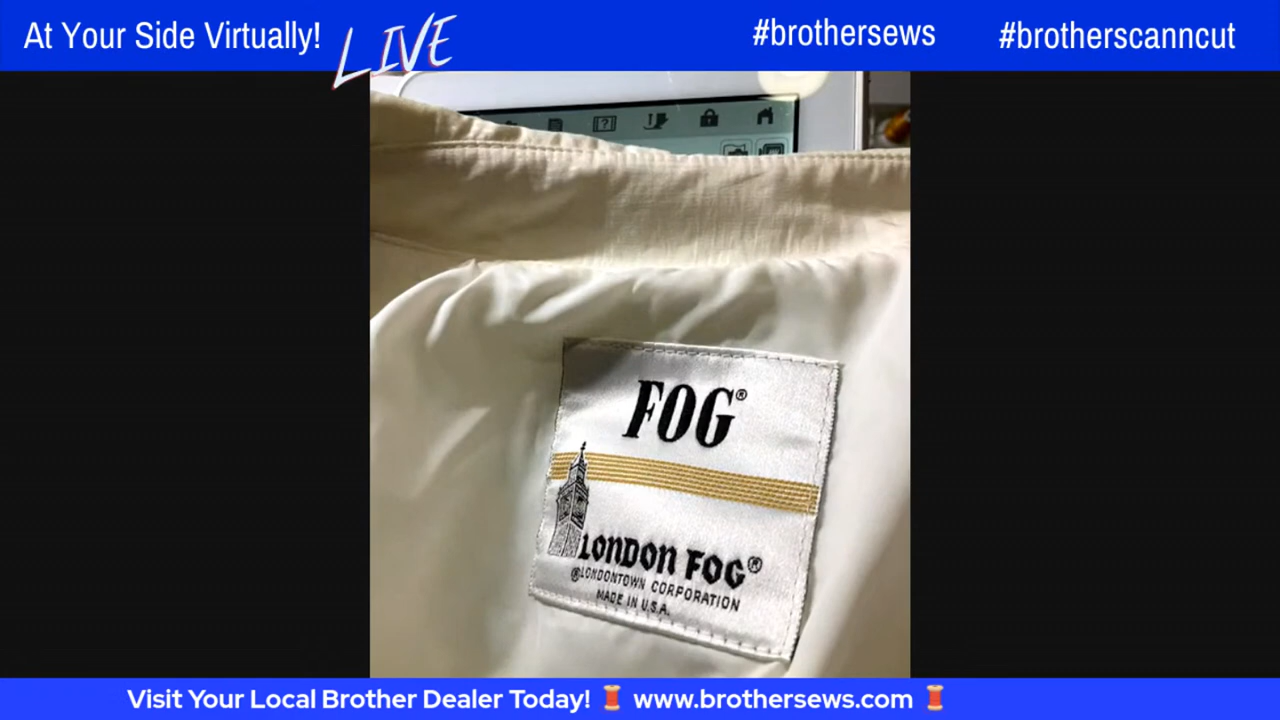 At Your Side Virtually! LIVE #brothersews #brotherscanncut
FOG®
LONDON FOG®
®LONDONTOWN CORPORATION
MADE IN U.S.A.
Visit Your Local Brother Dealer Today! 🧵 www.brothersews.com 🧵